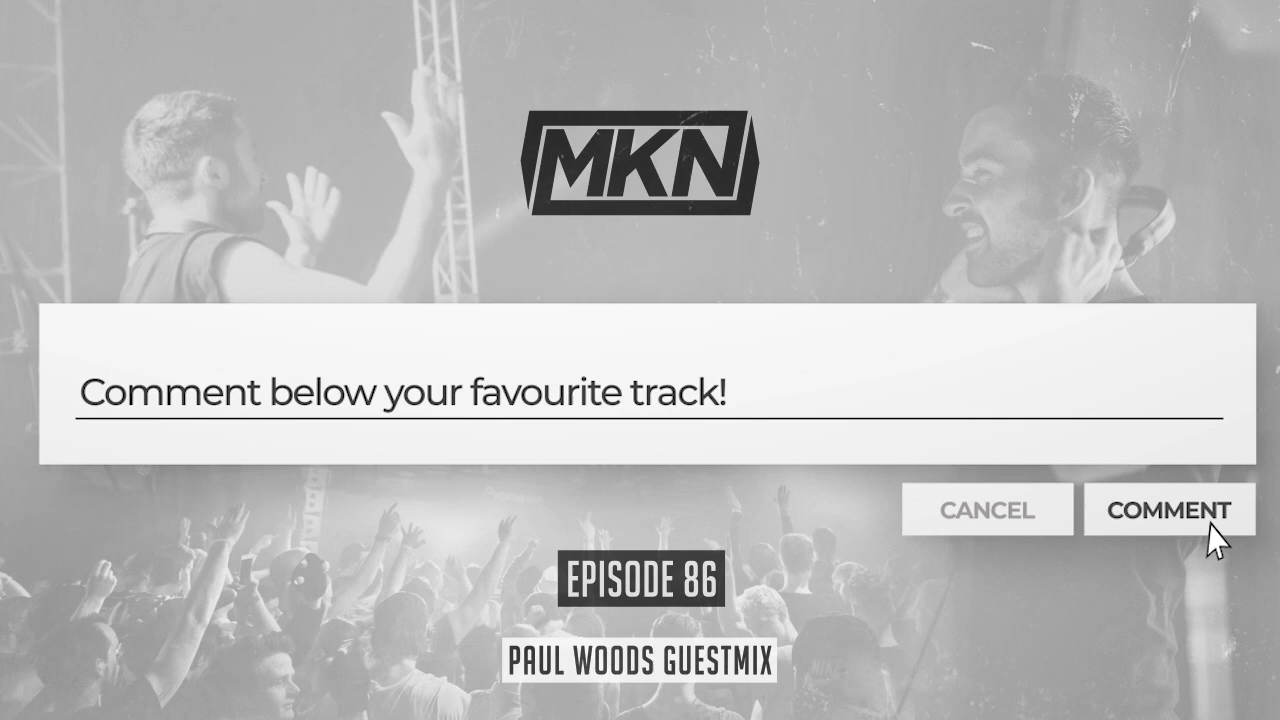 MKN
Comment below your favourite track!
CANCEL
COMMENT
EPISODE 86
PAUL WOODS GUESTMIX